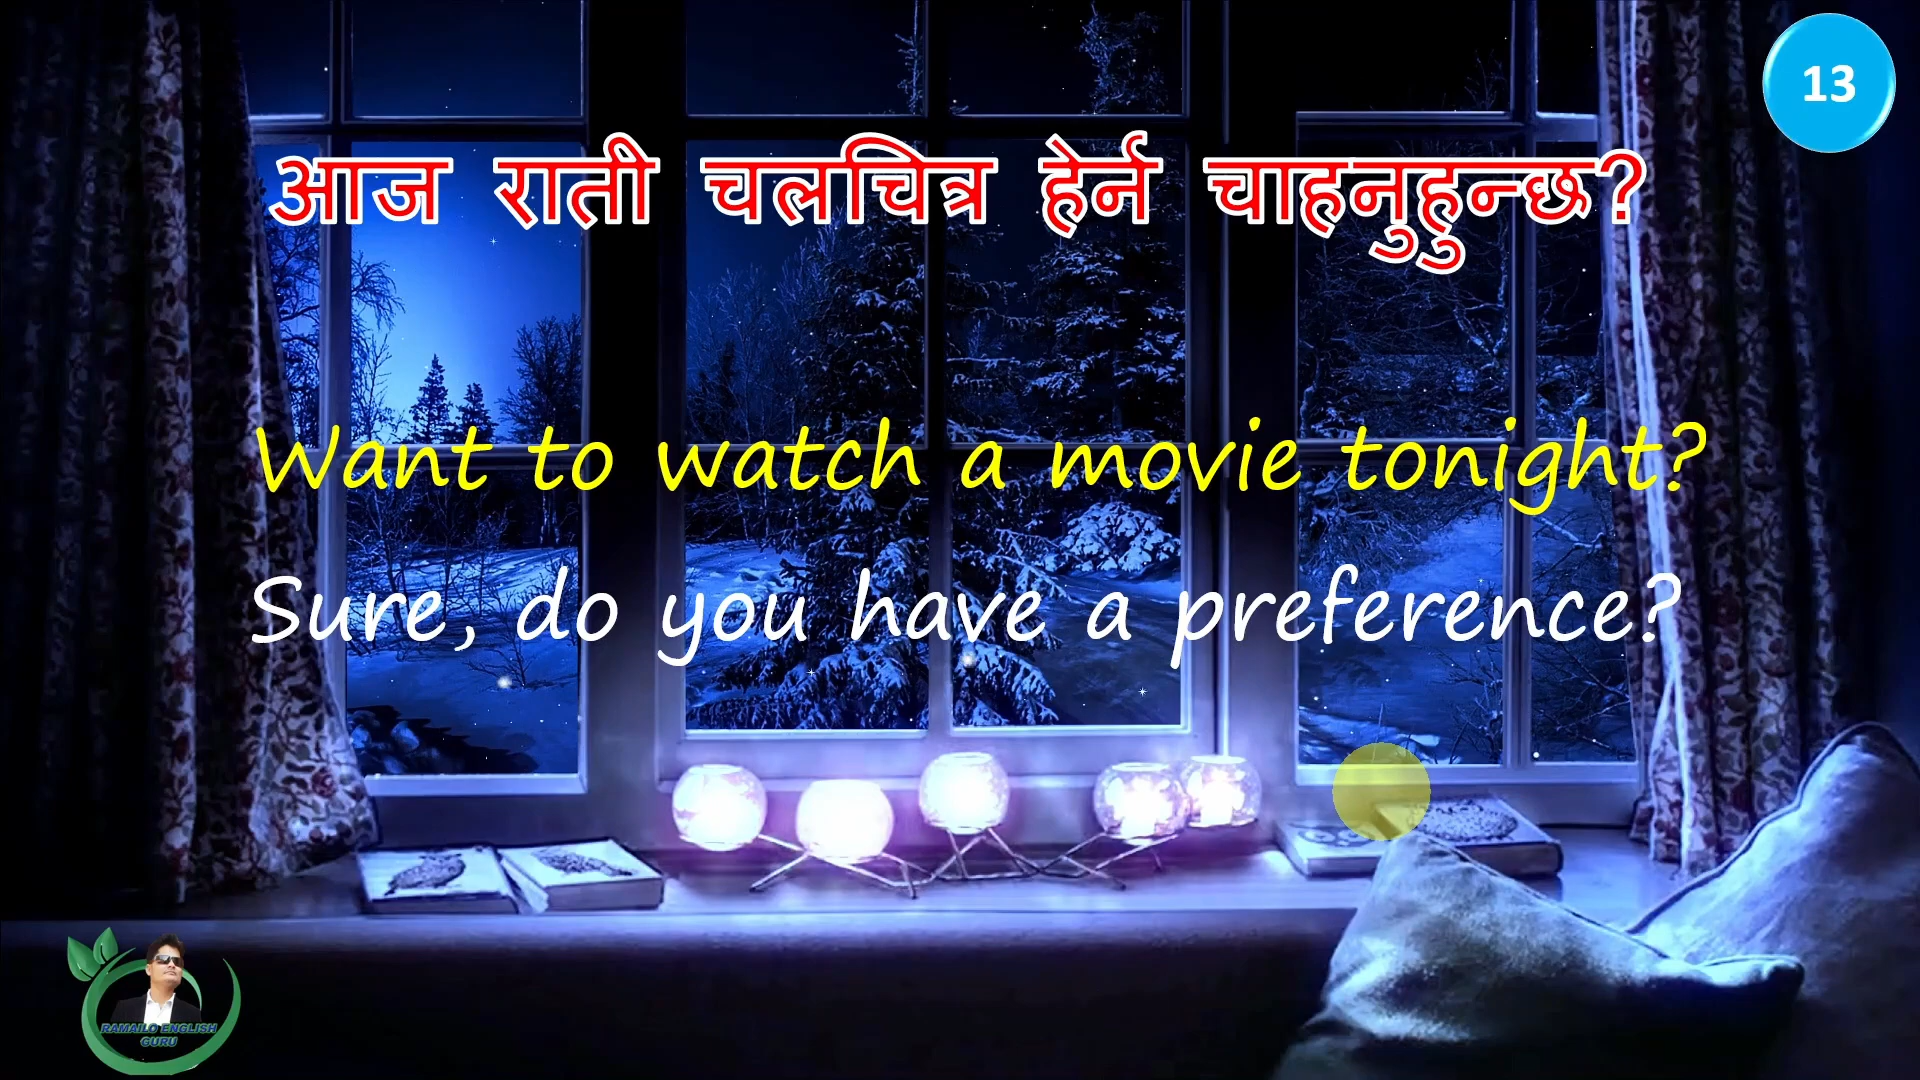 13
आज राती चलचित्र हेर्न चाहनुहुन्छ?
Want to watch a movie tonight?
Sure, do you have a preference?
RAMAILO ENGLISH
GURU